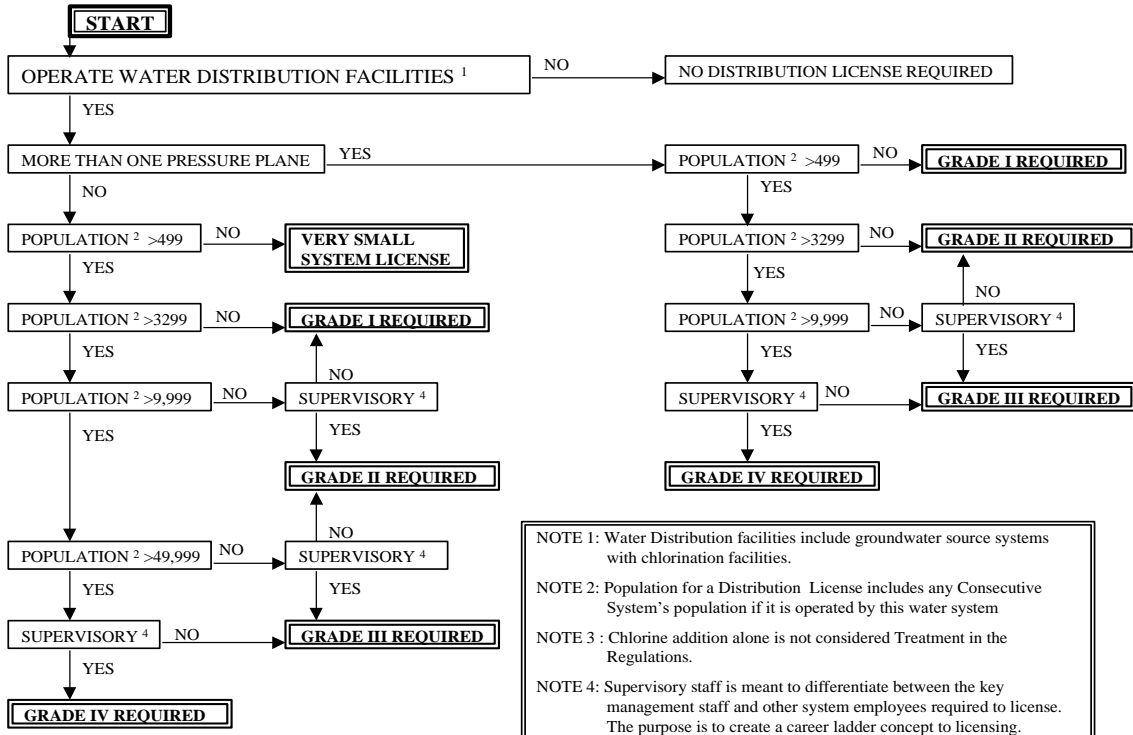 START
OPERATE WATER DISTRIBUTION FACILITIES 1
NO
NO DISTRIBUTION LICENSE REQUIRED
YES
MORE THAN ONE PRESSURE PLANE
YES
POPULATION 2 >499
NO
GRADE I REQUIRED
NO
YES
POPULATION 2 >499
NO
VERY SMALL
SYSTEM LICENSE
POPULATION 2 >3299
NO
GRADE II REQUIRED
YES
YES
NO
POPULATION 2 >3299
NO
GRADE I REQUIRED
POPULATION 2 >9,999
NO
SUPERVISORY 4
YES
NO
YES
YES
POPULATION 2 >9,999
NO
SUPERVISORY 4
SUPERVISORY 4
NO
GRADE III REQUIRED
YES
YES
YES
GRADE II REQUIRED
GRADE IV REQUIRED
NO
POPULATION 2 >49,999
NO
SUPERVISORY 4
YES
YES
SUPERVISORY 4
NO
GRADE III REQUIRED
YES
GRADE IV REQUIRED
NOTE 1: Water Distribution facilities include groundwater source systems
with chlorination facilities.
NOTE 2: Population for a Distribution License includes any Consecutive
System's population if it is operated by this water system
NOTE 3 : Chlorine addition alone is not considered Treatment in the
Regulations.
NOTE 4: Supervisory staff is meant to differentiate between the key
management staff and other system employees required to license.
The purpose is to create a career ladder concept to licensing.